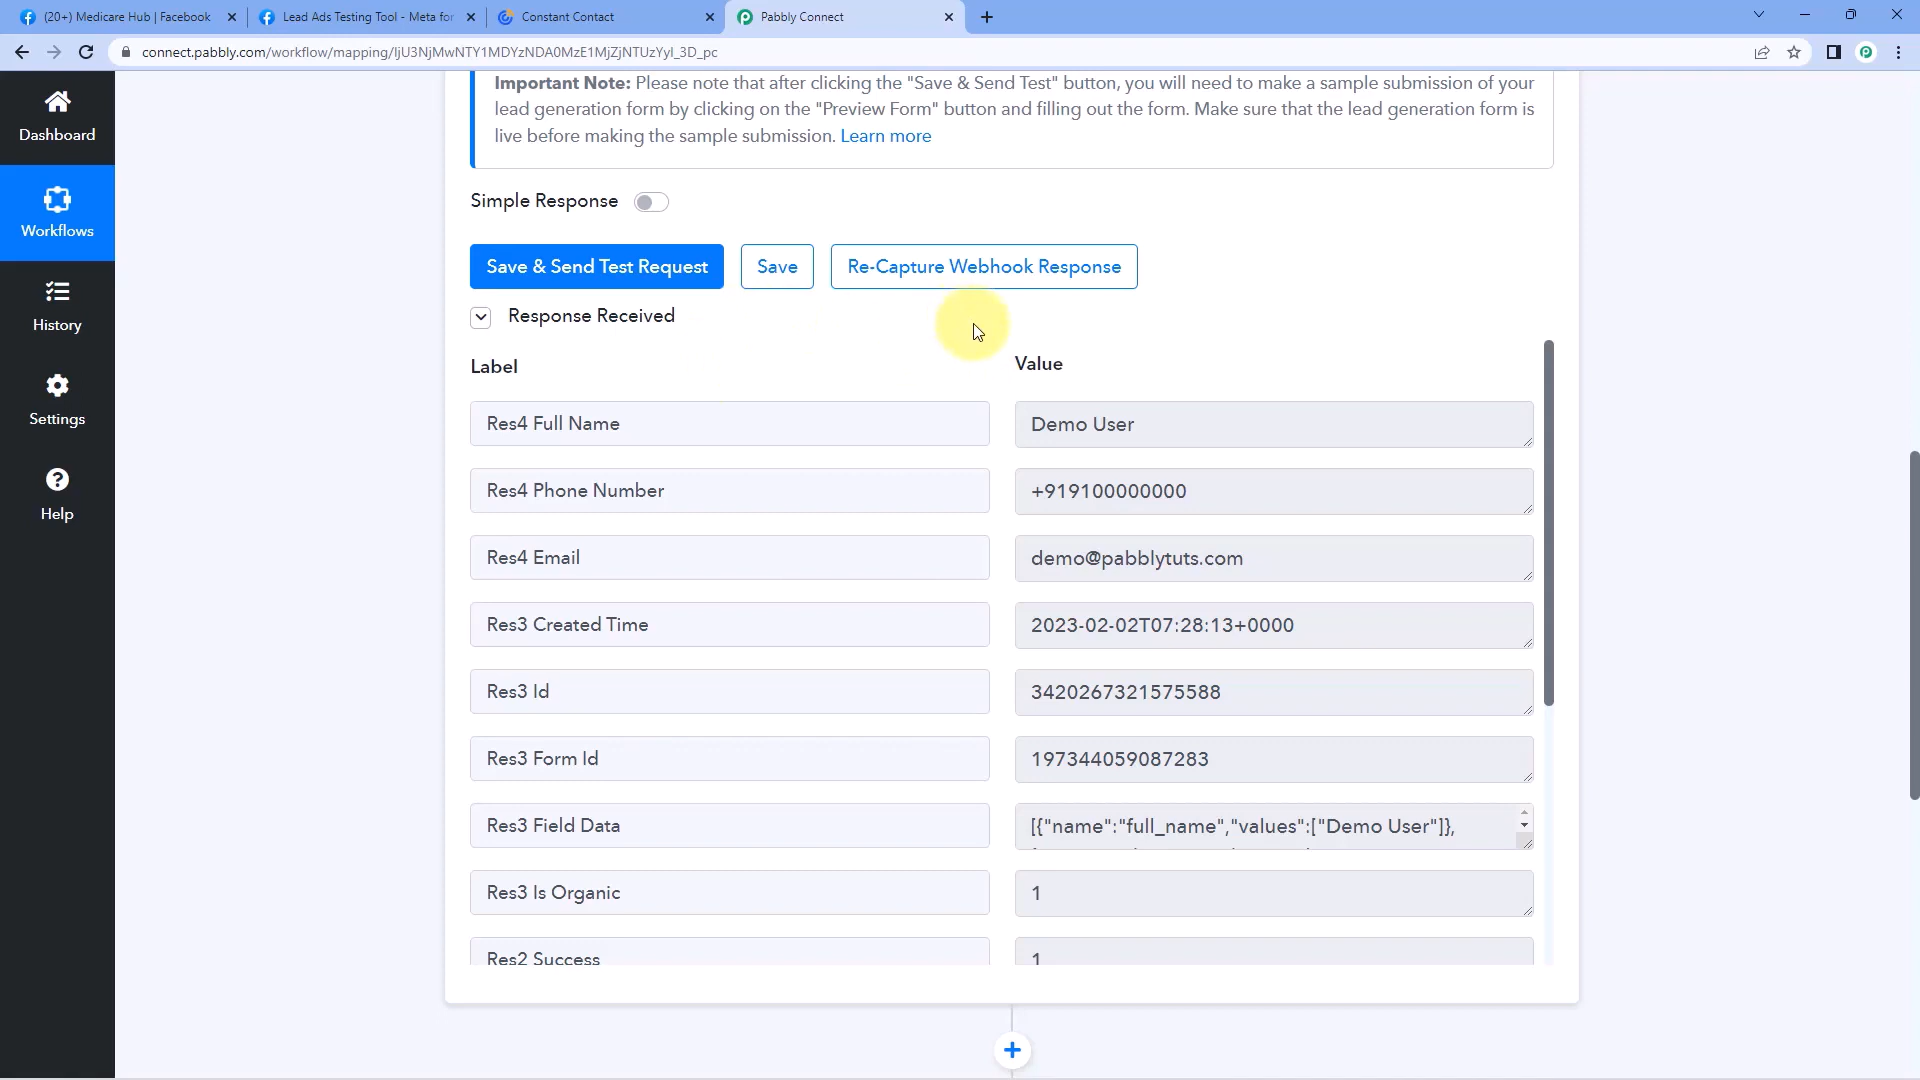 (20+) Medicare Hub | Facebook
Lead Ads Testing Tool - Meta for
Constant Contact
Pabbly Connect
connect.pabbly.com/workflow/mapping/IjU3NjMwNTY1MDYzNDA0MzE1MjZjNTUzYyI_3D_pc
Important Note: Please note that after clicking the "Save & Send Test" button, you will need to make a sample submission of your
lead generation form by clicking on the "Preview Form" button and filling out the form. Make sure that the lead generation form is
live before making the sample submission. Learn more
Dashboard
Workflows
History
Settings
Help
Simple Response
Save & Send Test Request
Save
Re-Capture Webhook Response
Response Received
Label
Value
Res4 Full Name
Demo User
Res4 Phone Number
+919100000000
Res4 Email
demo@pabblytuts.com
Res3 Created Time
2023-02-02T07:28:13+0000
Res3 Id
3420267321575588
Res3 Form Id
197344059087283
Res3 Field Data
[{"name":"full_name","values":["Demo User"]},
Res3 Is Organic
1
Res2 Success
1